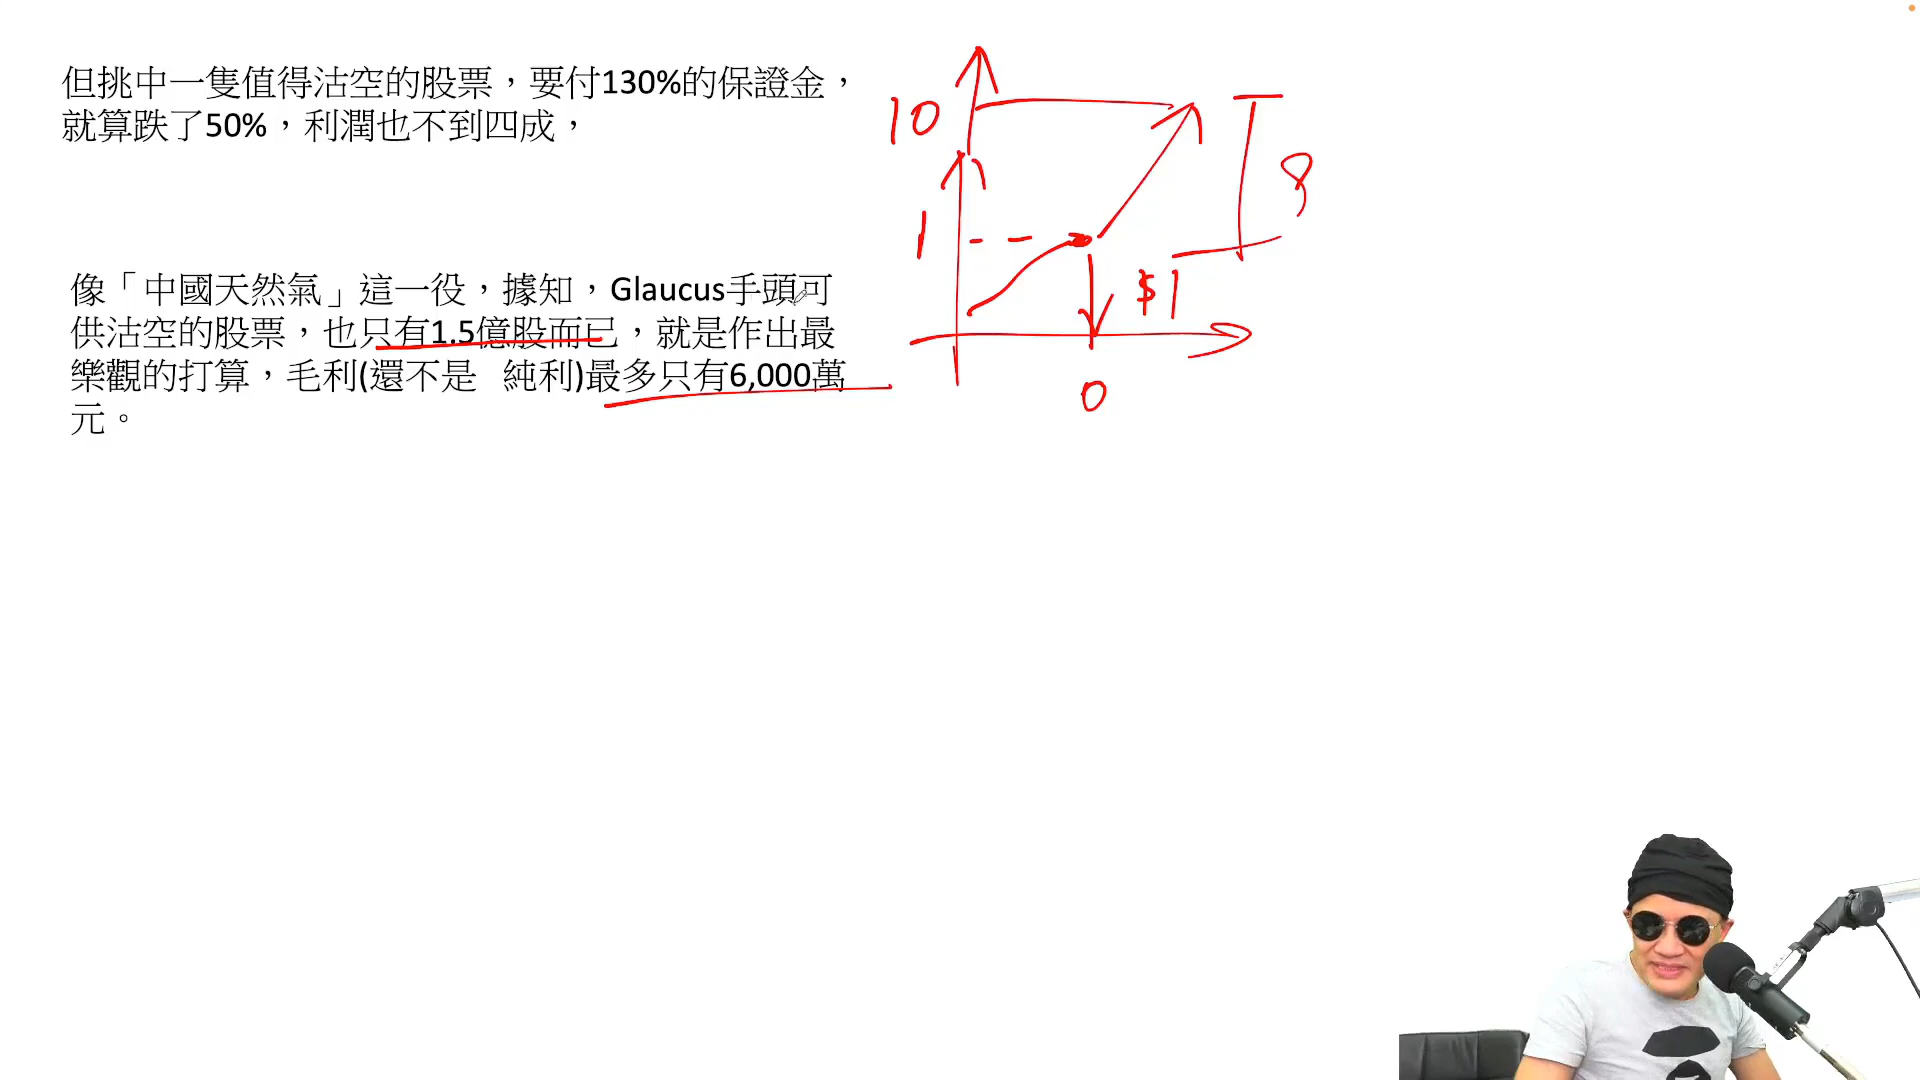 但挑中一隻值得沽空的股票，要付130%的保證金，
就算跌了50%，利潤也不到四成，
像「中國天然氣」這一役，據知，Glaucus手頭可
供沽空的股票，也只有1.5億股而已，就是作出最
樂觀的打算，毛利(還不是 純利)最多只有6,000萬
元。
10
9
1
$1
0